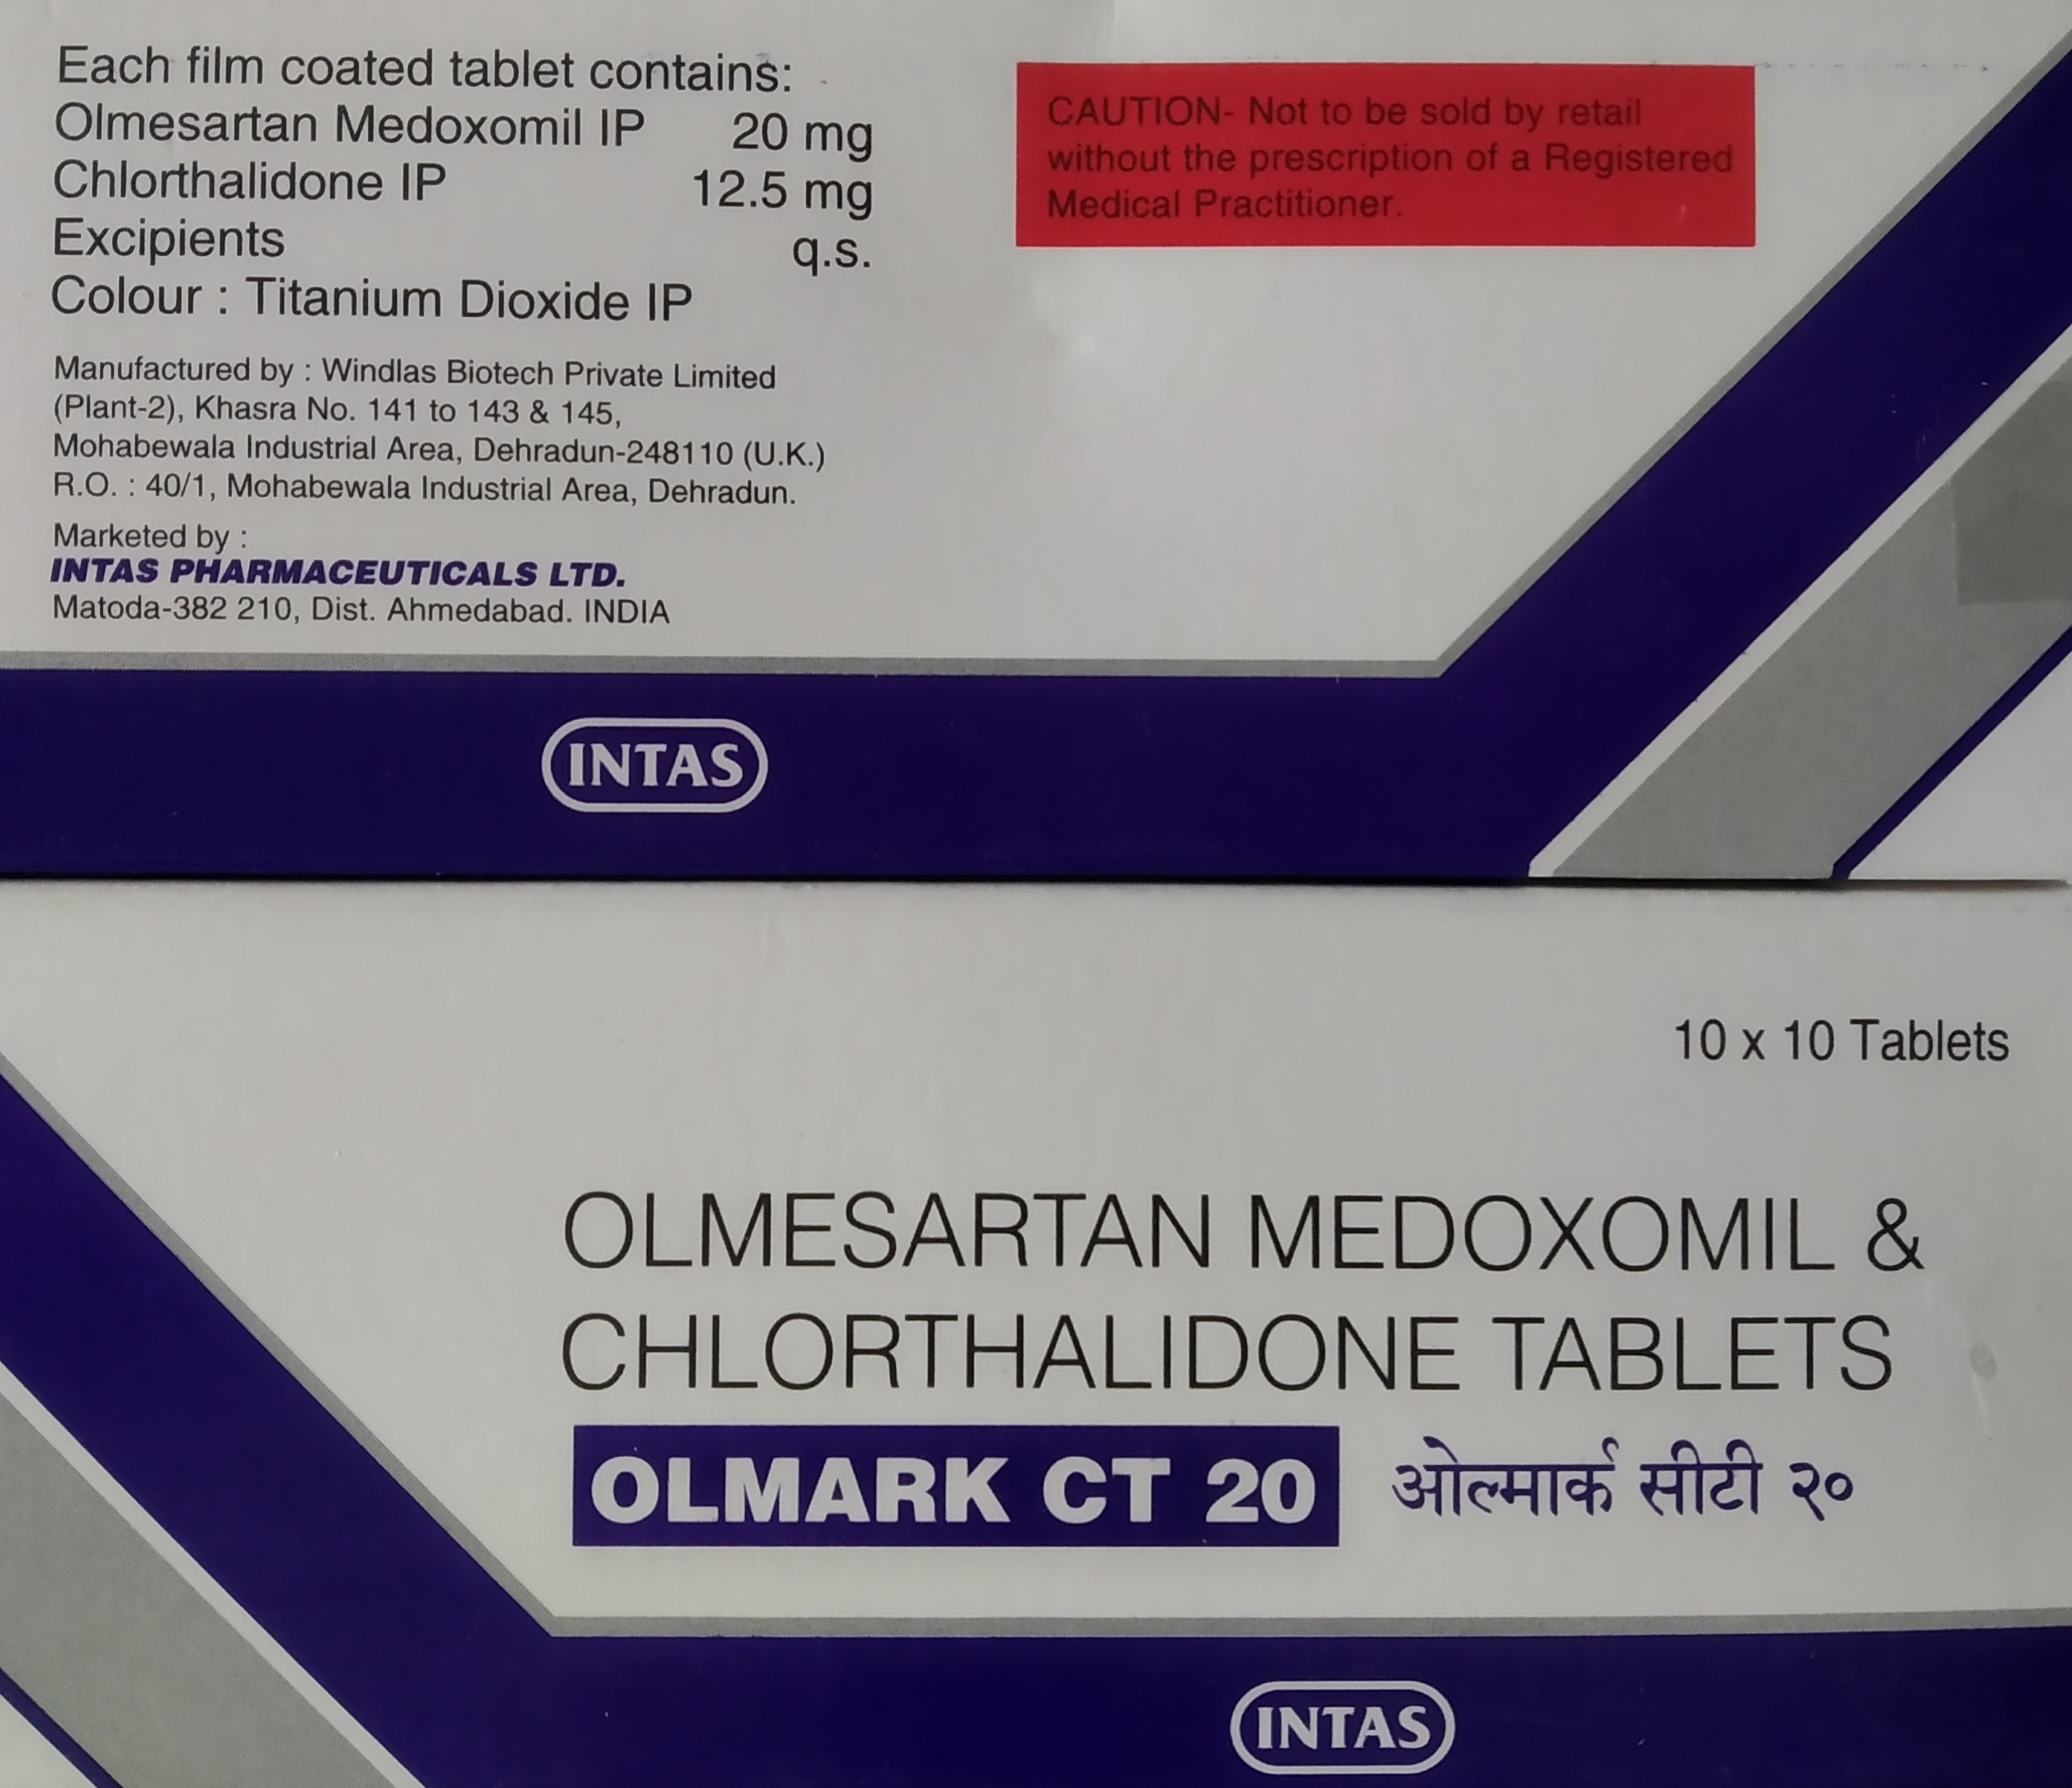 Each film coated tablet contains:
Olmesartan Medoxomil IP 20 mg
Chlorthalidone IP 12.5 mg
Excipients q.s.
Colour : Titanium Dioxide IP
Manufactured by : Windlas Biotech Private Limited
(Plant-2), Khasra No. 141 to 143 & 145,
Mohabewala Industrial Area, Dehradun-248110 (U.K.)
R.O. : 40/1, Mohabewala Industrial Area, Dehradun.
Marketed by :
INTAS PHARMACEUTICALS LTD.
Matoda-382 210, Dist. Ahmedabad. INDIA
CAUTION- Not to be sold by retail
without the prescription of a Registered
Medical Practitioner.
INTAS
10 x 10 Tablets
OLMESARTAN MEDOXOMIL &
CHLORTHALIDONE TABLETS
OLMARK CT 20 ओल्मार्क सीटी २०
INTAS